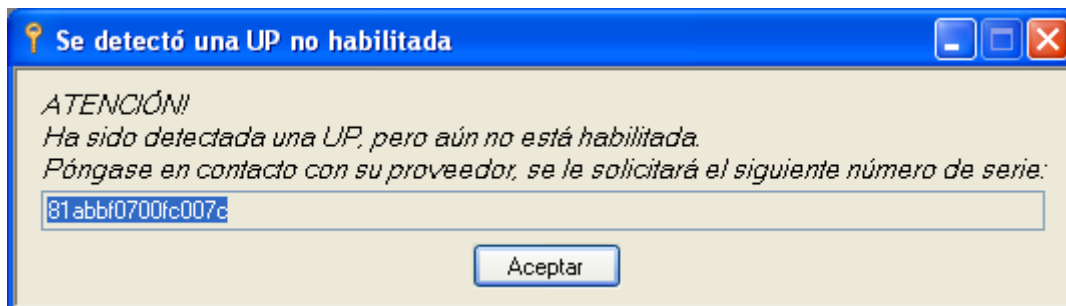 Se detectó una UP no habilitada
ATENCIÓN!
Ha sido detectada una UP, pero aún no está habilitada.
Póngase en contacto con su proveedor, se le solicitará el siguiente número de serie:
81abbf0700fc007c
Aceptar